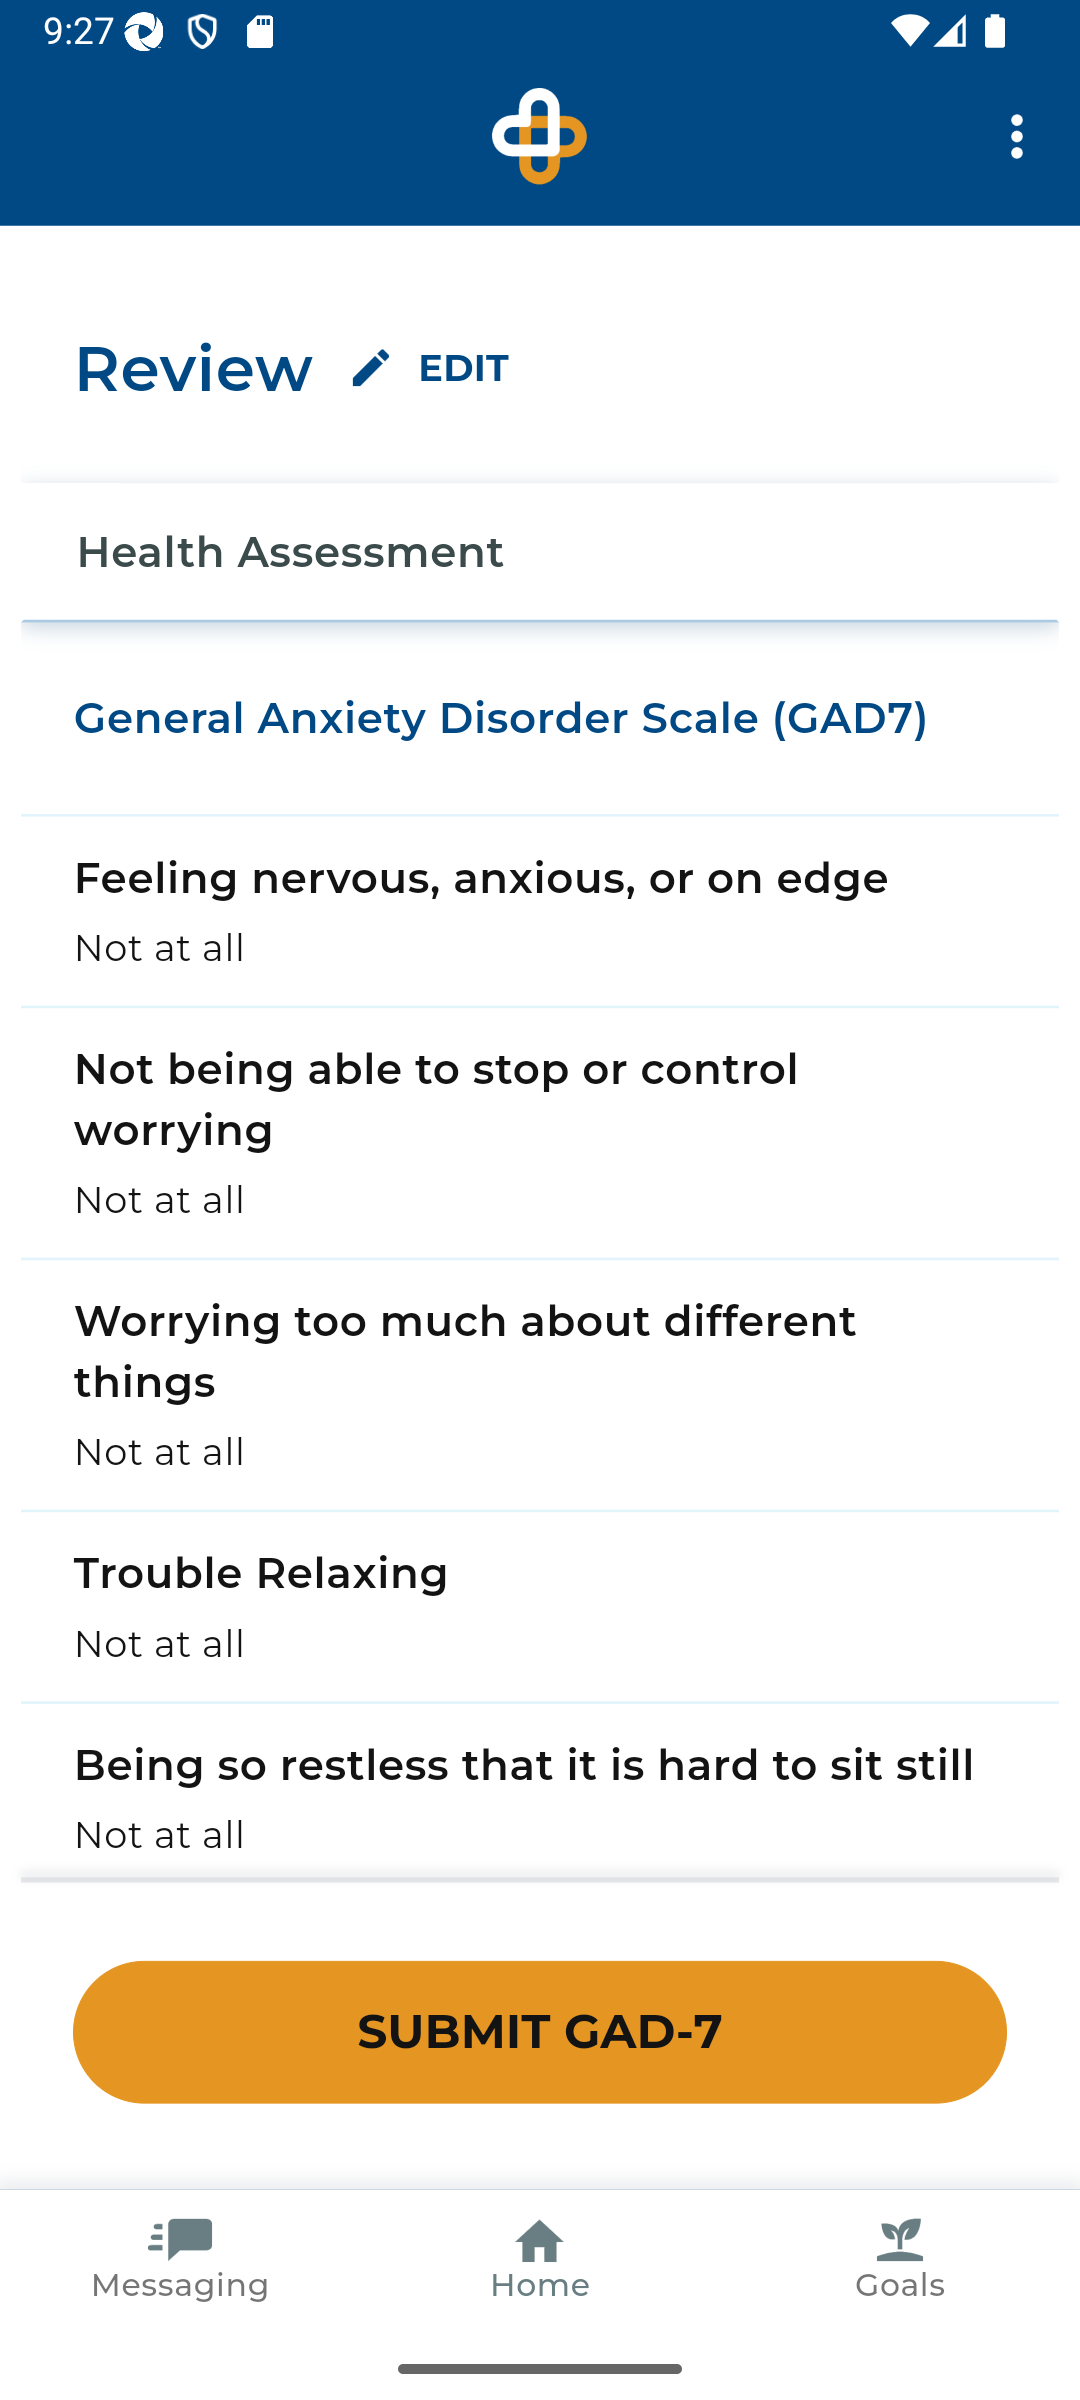 9:27
Review
EDIT
Health Assessment
General Anxiety Disorder Scale (GAD7)
Feeling nervous, anxious, or on edge
Not at all
Not being able to stop or control
worrying
Not at all
Worrying too much about different
things
Not at all
Trouble Relaxing
Not at all
Being so restless that it is hard to sit still
Not at all
SUBMIT GAD-7
Messaging
Home
Goals